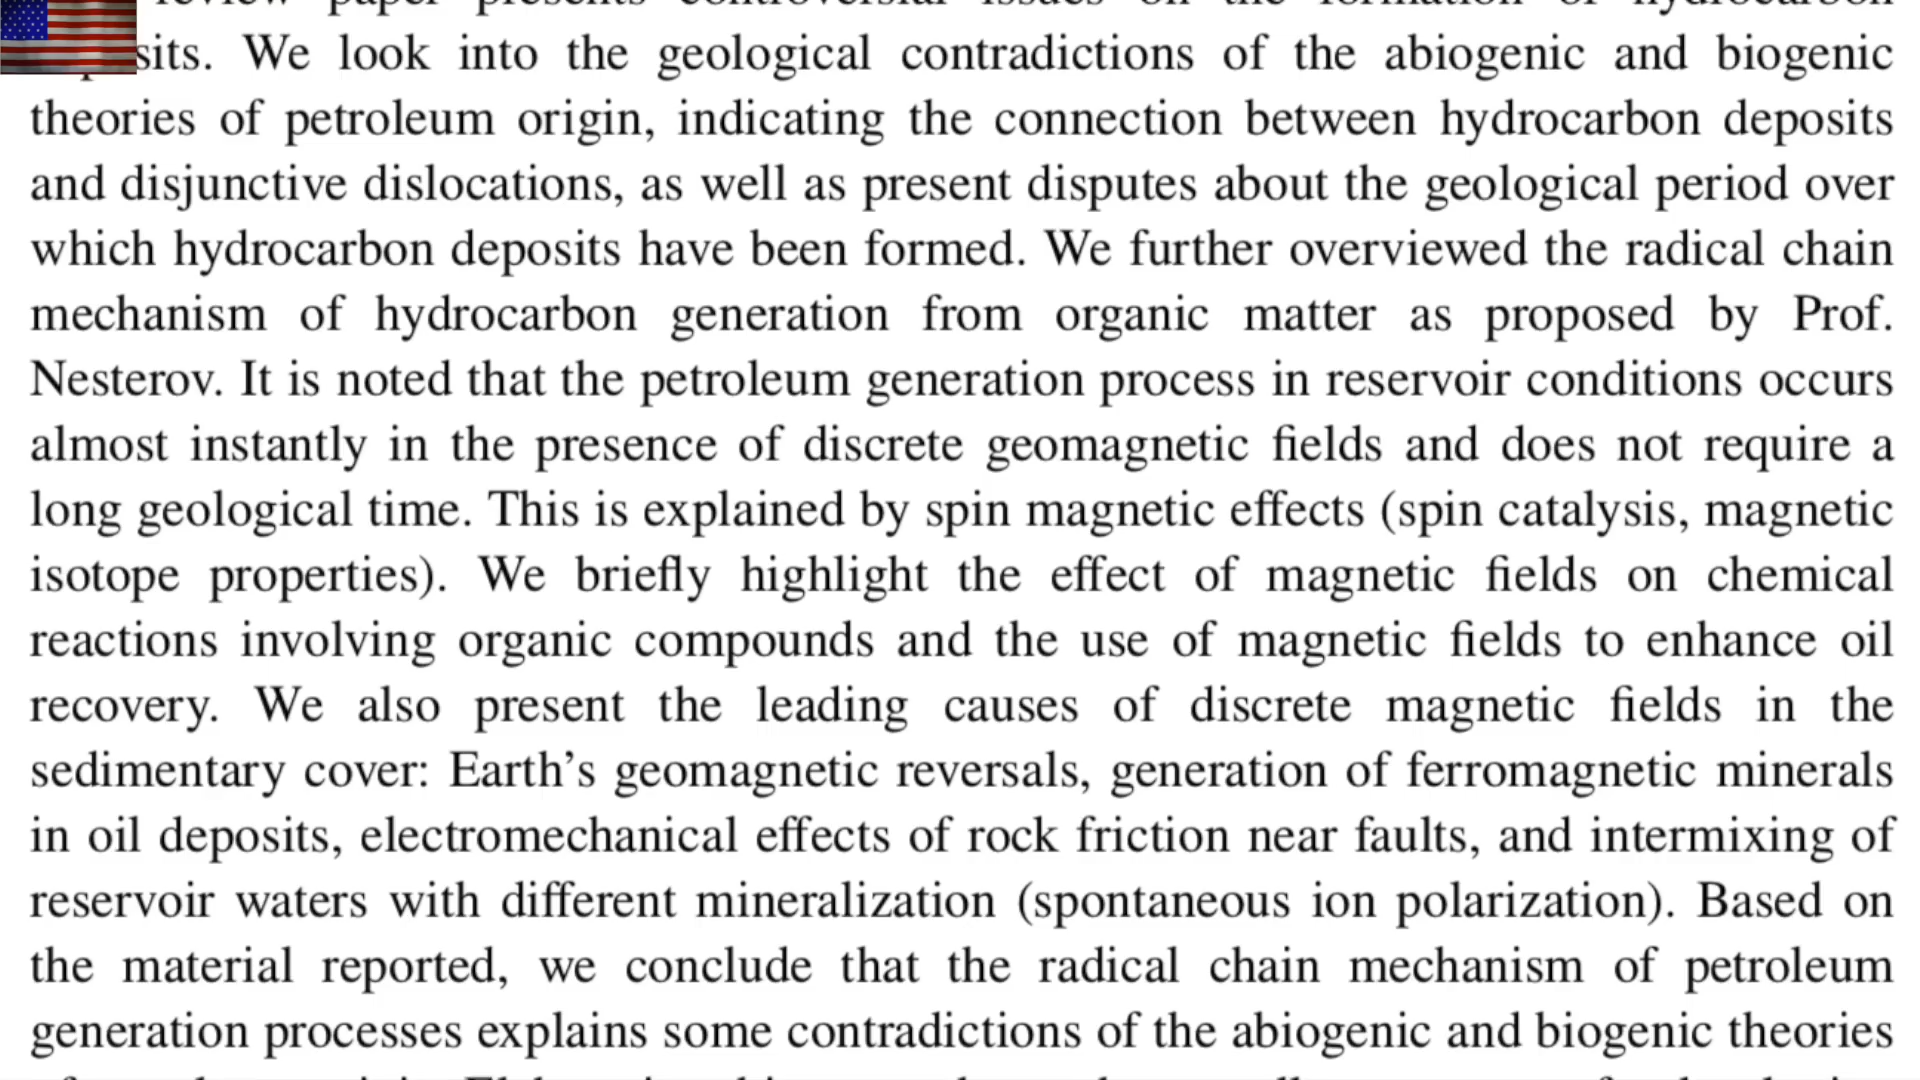 review paper presents controversial issues on the formation of hydrocarbon
sits. We look into the geological contradictions of the abiogenic and biogenic
theories of petroleum origin, indicating the connection between hydrocarbon deposits
and disjunctive dislocations, as well as present disputes about the geological period over
which hydrocarbon deposits have been formed. We further overviewed the radical chain
mechanism of hydrocarbon generation from organic matter as proposed by Prof.
Nesterov. It is noted that the petroleum generation process in reservoir conditions occurs
almost instantly in the presence of discrete geomagnetic fields and does not require a
long geological time. This is explained by spin magnetic effects (spin catalysis, magnetic
isotope properties). We briefly highlight the effect of magnetic fields on chemical
reactions involving organic compounds and the use of magnetic fields to enhance oil
recovery. We also present the leading causes of discrete magnetic fields in the
sedimentary cover: Earth’s geomagnetic reversals, generation of ferromagnetic minerals
in oil deposits, electromechanical effects of rock friction near faults, and intermixing of
reservoir waters with different mineralization (spontaneous ion polarization). Based on
the material reported, we conclude that the radical chain mechanism of petroleum
generation processes explains some contradictions of the abiogenic and biogenic theories